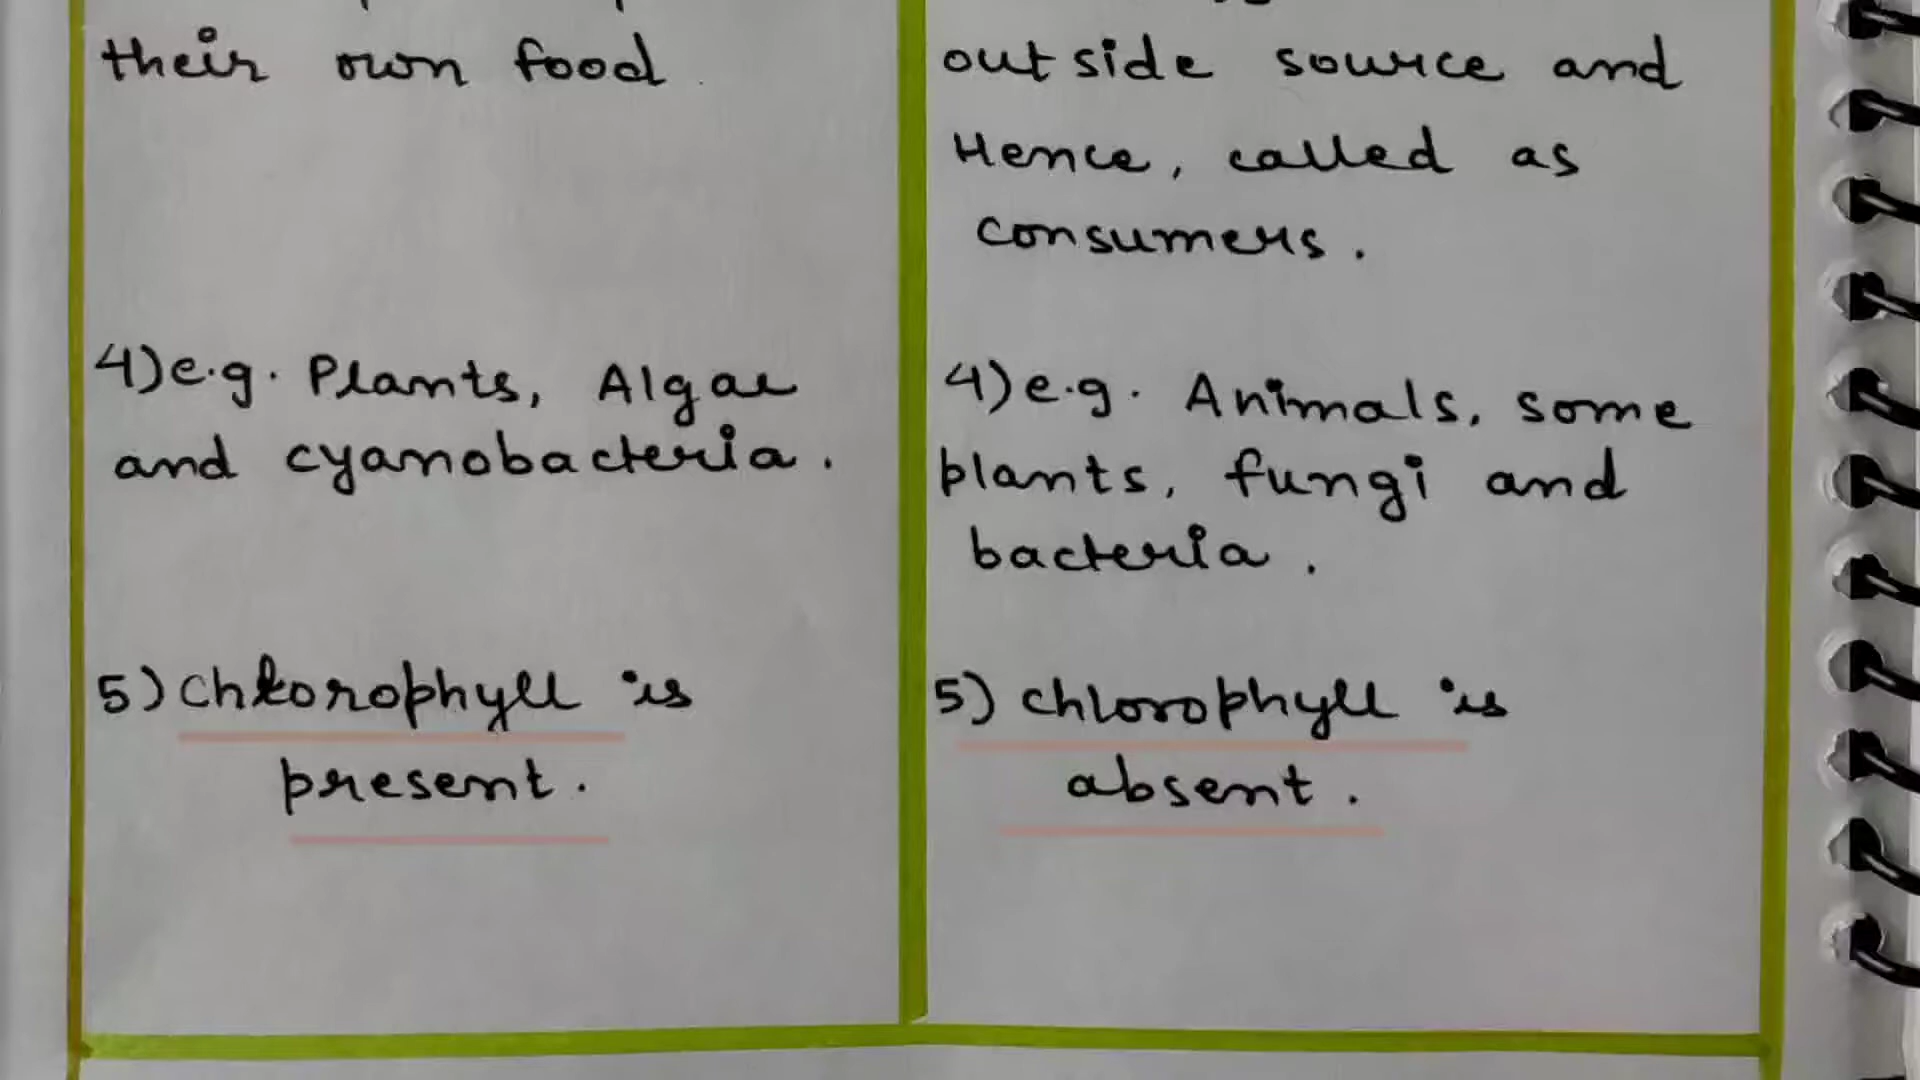 their own food.
4)e.g. Plants, Algae
and cyanobacteria.
5) Chlorophyll is
present.
outside source and
Hence, called as
consumers.
4)e.g. Animals, some
plants, fungi and
bacteria.
5) chlorophyll is
absent.